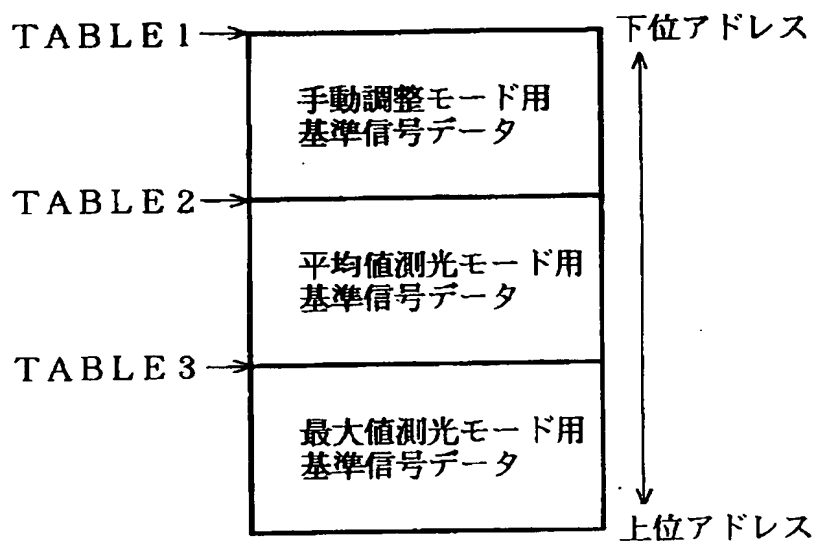 TABLE1
下位アドレス
手動調整モード用
基準信号データ
TABLE2
平均値測光モード用
基準信号データ
TABLE3
最大値測光モード用
基準信号データ
上位アドレス